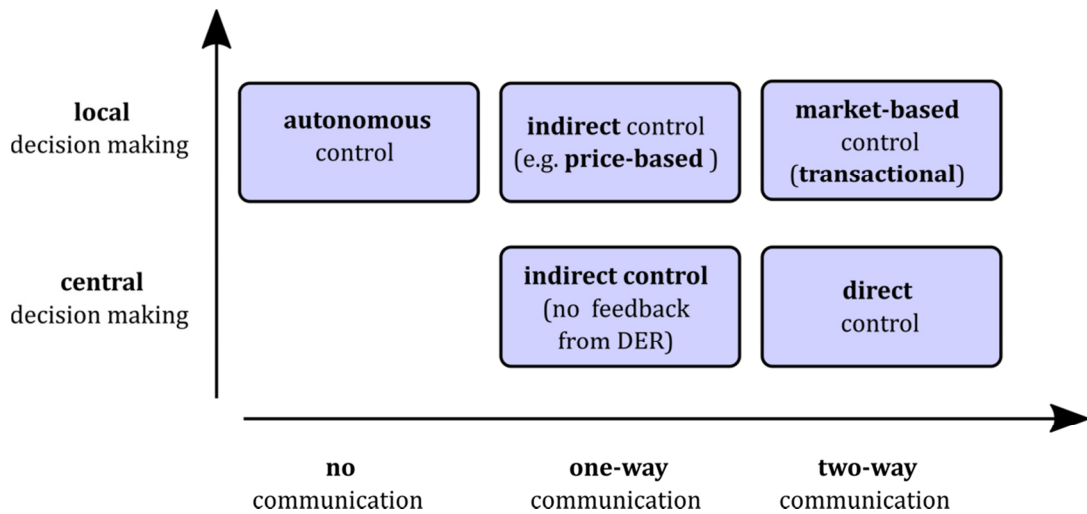 local
decision making
autonomous
control
indirect control
(e.g. price-based )
market-based
control
(transactional)
central
decision making
indirect control
(no feedback
from DER)
direct
control
no
communication
one-way
communication
two-way
communication